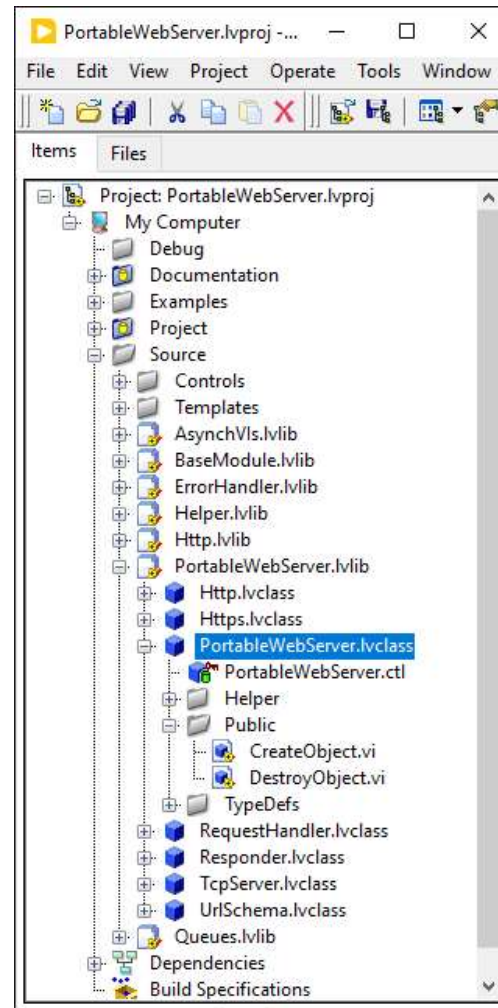 PortableWebServer.lvproj -...
File Edit View Project Operate Tools Window
Items Files
Project: PortableWebServer.lvproj
My Computer
Debug
Documentation
Examples
Project
Source
Controls
Templates
AsynchVIs.lvlib
BaseModule.lvlib
ErrorHandler.lvlib
Helper.lvlib
Http.lvlib
PortableWebServer.lvlib
Http.lvclass
Https.lvclass
PortableWebServer.lvclass
PortableWebServer.ctl
Helper
Public
CreateObject.vi
DestroyObject.vi
TypeDefs
RequestHandler.lvclass
Responder.lvclass
TcpServer.lvclass
UrlSchema.lvclass
Queues.lvlib
Dependencies
Build Specifications